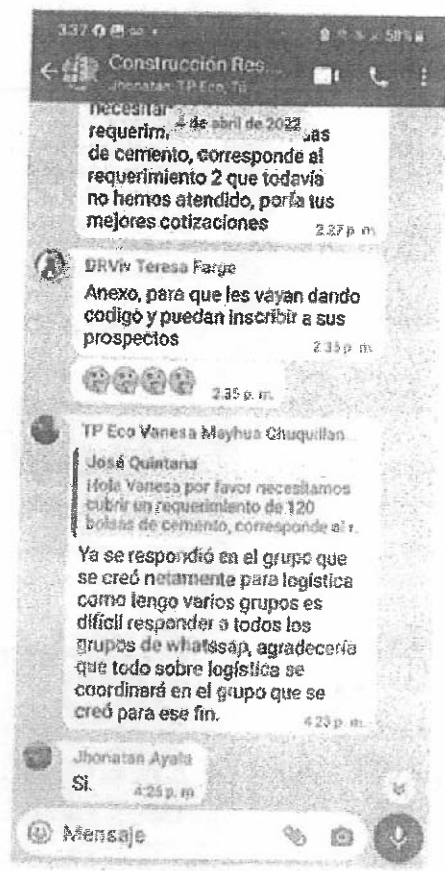 3:37
58%
Construcción Res...
Jhonatan, TP Eco, Tú
necesitar
4 de abril de 2022
requerim
de cemento, corresponde al
requerimiento 2 que todavía
no hemos atendido, porfa tus
mejores cotizaciones
2:27 p. m.
DRViv Teresa Farge
Anexo, para que les vayan dando
codigo y puedan inscribir a sus
prospectos
2:35 p. m.
2:35 p. m.
TP Eco Vanesa Mayhua Chuquillan...
José Quintana
Hola Vanesa por favor necesitamos
cubrir un requerimiento de 120
bolsas de cemento, corresponde al r...
Ya se respondió en el grupo que
se creó netamente para logística
como tengo varios grupos es
difícil responder a todos los
grupos de whatssap, agradecería
que todo sobre logística se
coordinará en el grupo que se
creó para ese fin.
4:23 p. m.
Jhonatan Ayala
Si.
4:25 p. m.
Mensaje